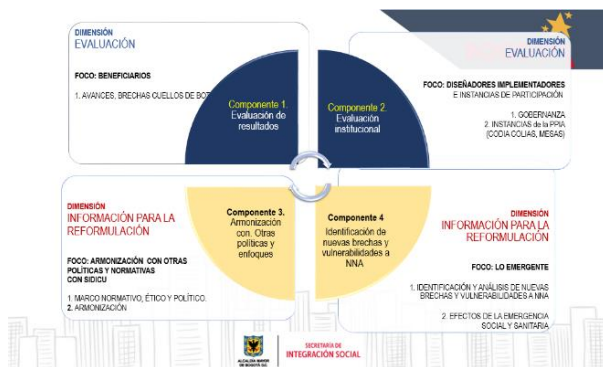 DIMENSIÓN
EVALUACIÓN
FOCO: BENEFICIARIOS
1. AVANCES, BRECHAS CUELLOS DE BOT
Componente 1.
Evaluación de
resultados
Componente 2.
Evaluación
institucional
DIMENSIÓN
EVALUACIÓN
FOCO: DISEÑADORES IMPLEMENTADORES
E INSTANCIAS DE PARTICIPACIÓN
1. GOBERNANZA
2. INSTANCIAS de la PPIA
(CODIA COLIAS, MESAS)
DIMENSIÓN
INFORMACIÓN PARA LA
REFORMULACIÓN
FOCO: ARMONIZACIÓN CON OTRAS
POLÍTICAS Y NORMATIVAS
CON SIDICU
1. MARCO NORMATIVO, ÉTICO Y POLÍTICO.
2. ARMONIZACIÓN
Componente 3.
Armonización
con. Otras
políticas y
enfoques
Componente 4
Identificación de
nuevas brechas y
vulnerabilidades a
NNA
DIMENSIÓN
INFORMACIÓN PARA LA
REFORMULACIÓN
FOCO: LO EMERGENTE
1. IDENTIFICACIÓN Y ANÁLISIS DE NUEVAS
BRECHAS Y VULNERABILIDADES A NNA
2. EFECTOS DE LA EMERGENCIA
SOCIAL Y SANITARIA
ALCALDÍA MAYOR
DE BOGOTÁ D.C.
SECRETARÍA DE
INTEGRACIÓN SOCIAL